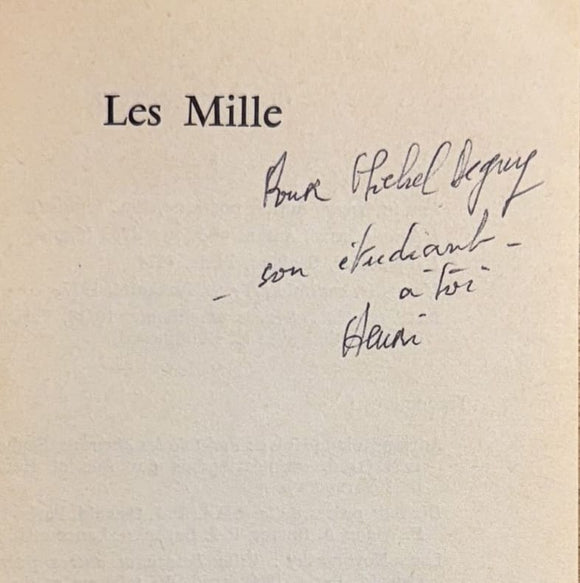 Les Mille
Pour Michel Deguy
- son étudiant -
à toi
Henri